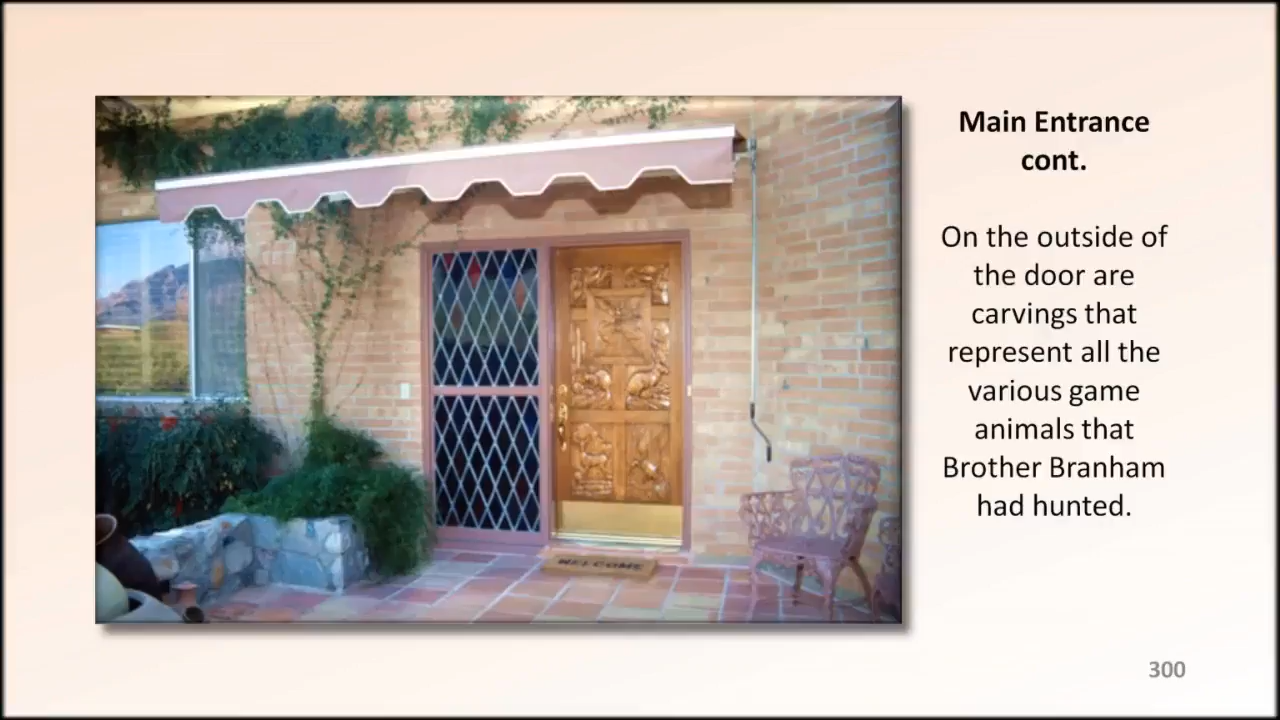 Main Entrance
cont.
On the outside of
the door are
carvings that
represent all the
various game
animals that
Brother Branham
had hunted.
WELCOME
300